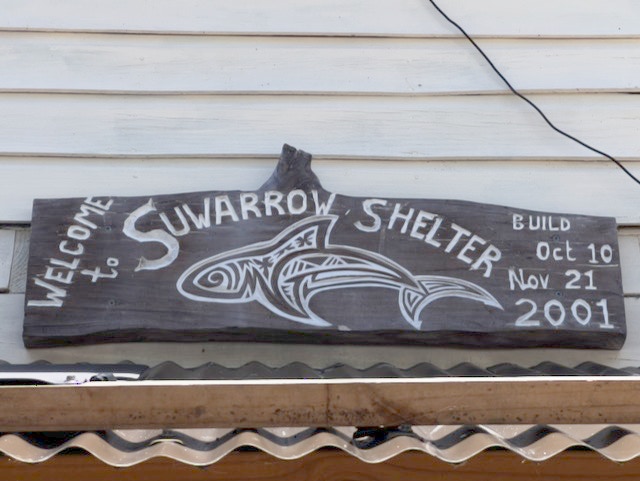 WELCOME
to
SUWARROW SHELTER
BUILD
Oct 10
Nov 21
2001